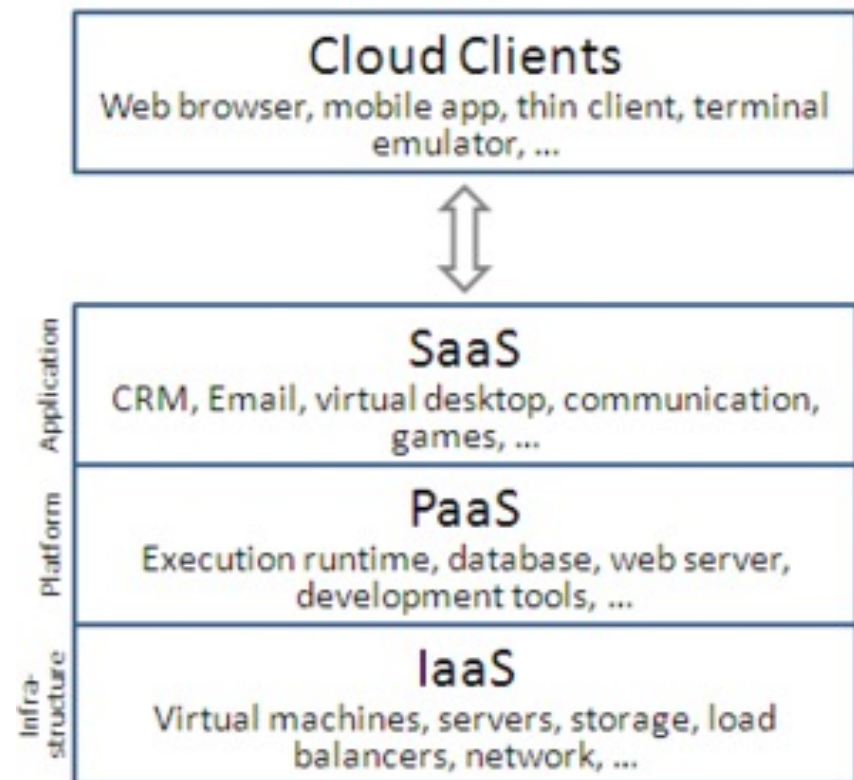 Cloud Clients
Web browser, mobile app, thin client, terminal
emulator, ...
Application
SaaS
CRM, Email, virtual desktop, communication,
games, ...
Platform
PaaS
Execution runtime, database, web server,
development tools, ...
Infra-
structure
IaaS
Virtual machines, servers, storage, load
balancers, network, ...